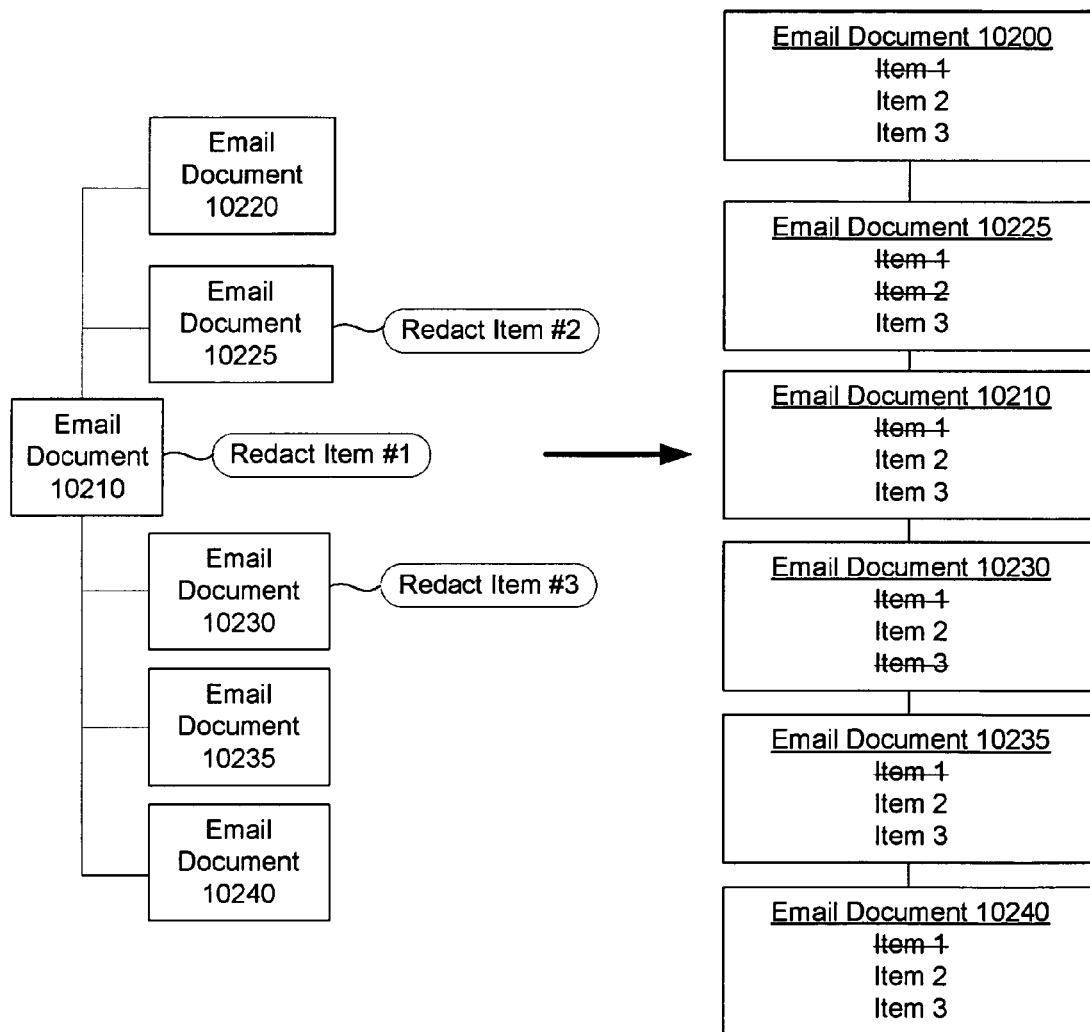 Email
Document
10220
Email
Document
10225
Redact Item #2
Email
Document
10210
Redact Item #1
Email
Document
10230
Redact Item #3
Email
Document
10235
Email
Document
10240
Email Document 10200
Item 1
Item 2
Item 3
Email Document 10225
Item 1
Item 2
Item 3
Email Document 10210
Item 1
Item 2
Item 3
Email Document 10230
Item 1
Item 2
Item 3
Email Document 10235
Item 1
Item 2
Item 3
Email Document 10240
Item 1
Item 2
Item 3